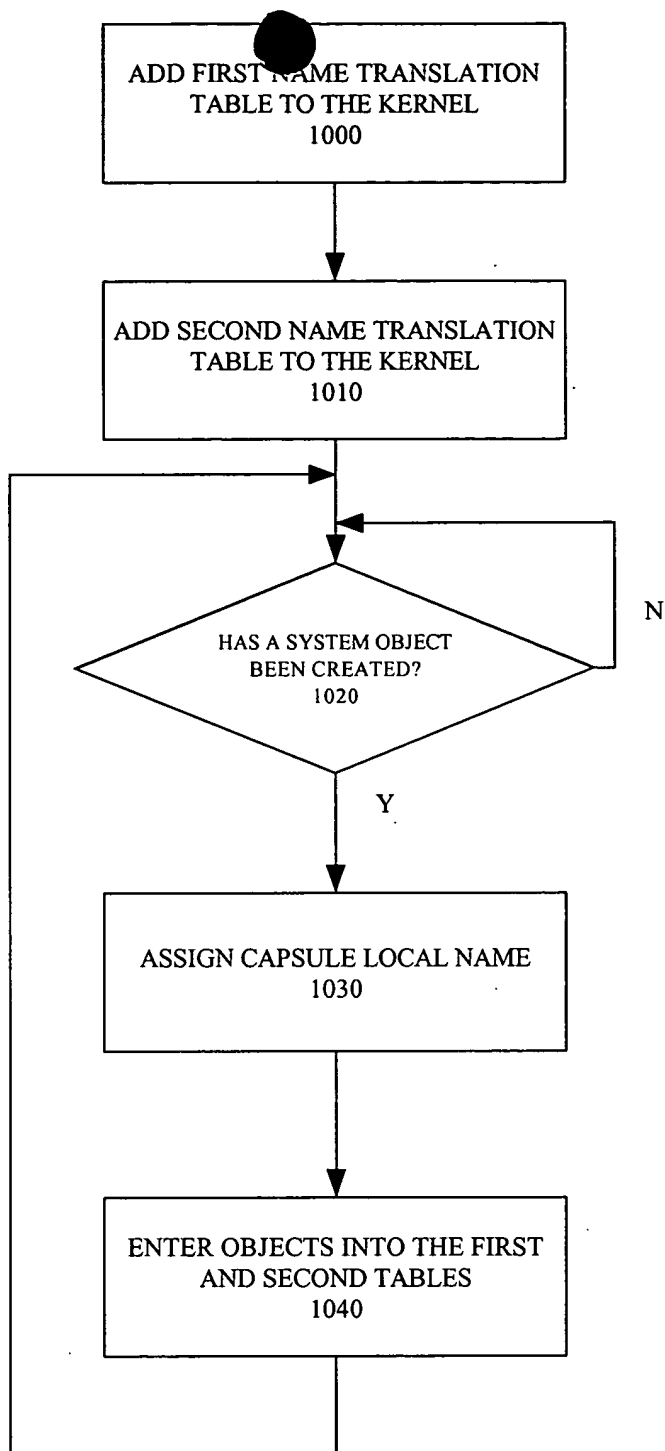 ADD FIRST NAME TRANSLATION
TABLE TO THE KERNEL
1000
ADD SECOND NAME TRANSLATION
TABLE TO THE KERNEL
1010
HAS A SYSTEM OBJECT
BEEN CREATED?
1020
N
Y
ASSIGN CAPSULE LOCAL NAME
1030
ENTER OBJECTS INTO THE FIRST
AND SECOND TABLES
1040